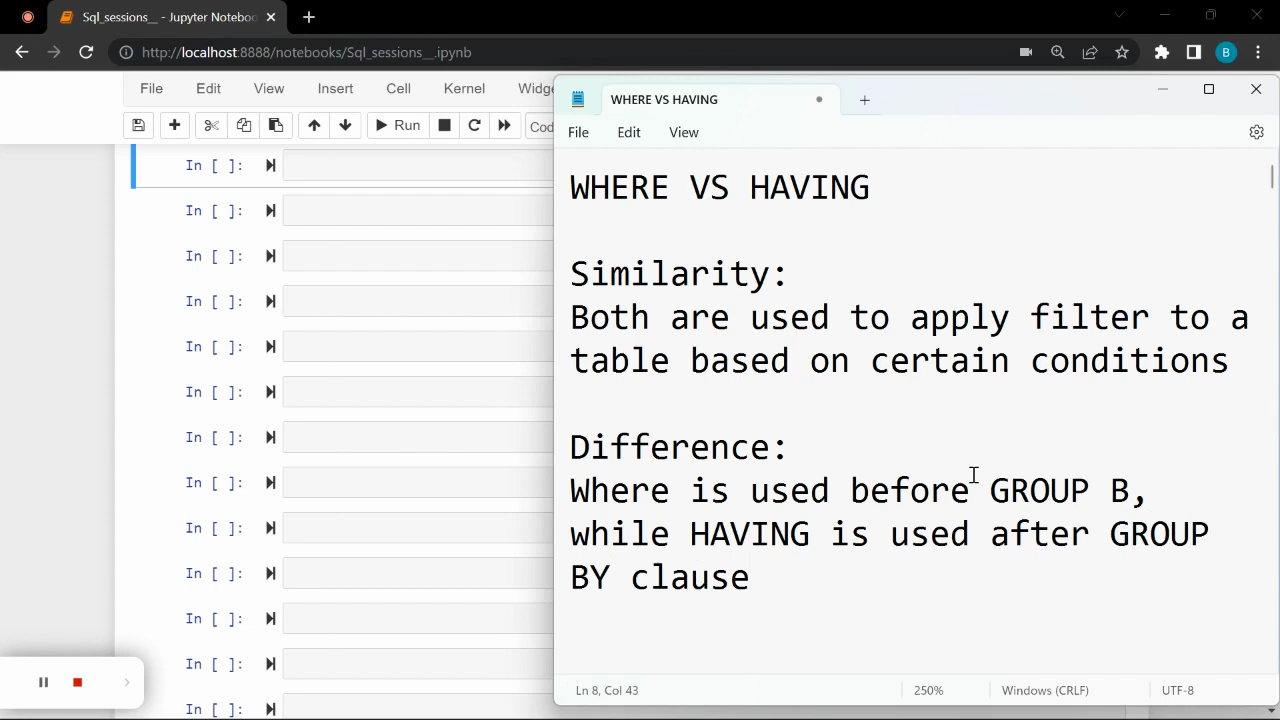 Sql_sessions__ - Jupyter Noteboo
http://localhost:8888/notebooks/Sql_sessions__.ipynb
B
File Edit View Insert Cell Kernel Widge
Run
Cod
In [ ]:
In [ ]:
In [ ]:
In [ ]:
In [ ]:
In [ ]:
In [ ]:
In [ ]:
In [ ]:
In [ ]:
In [ ]:
In [ ]:
In [ ]:
WHERE VS HAVING
File Edit View
WHERE VS HAVING
Similarity:
Both are used to apply filter to a
table based on certain conditions
Difference:
Where is used before GROUP B,
while HAVING is used after GROUP
BY clause
Ln 8, Col 43 250% Windows (CRLF) UTF-8